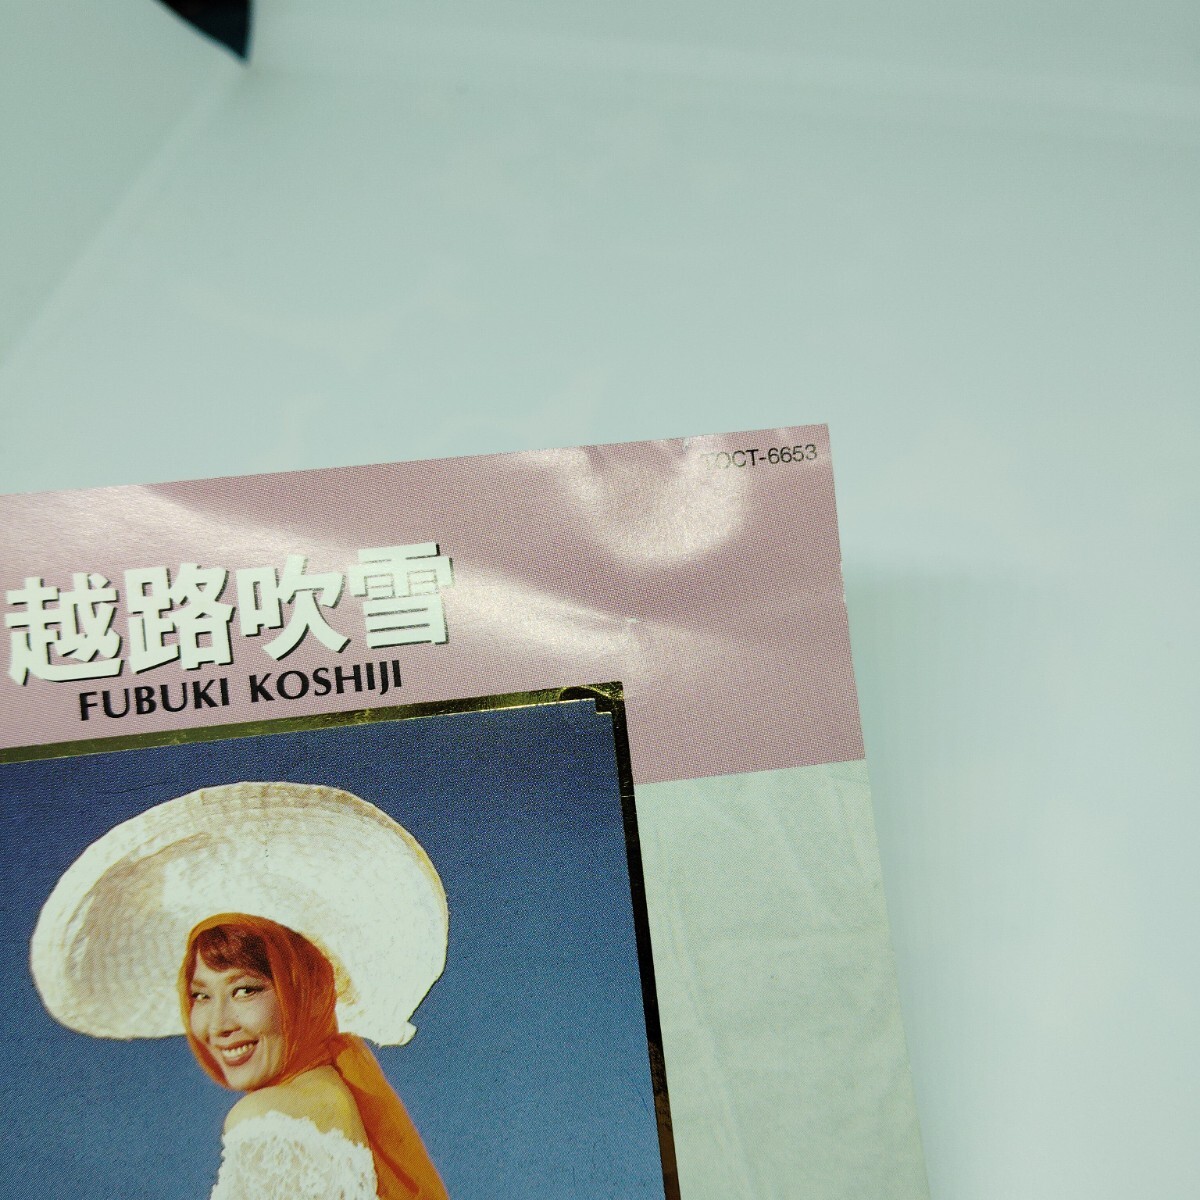 TOCT-6653
越路吹雪
FUBUKI KOSHIJI